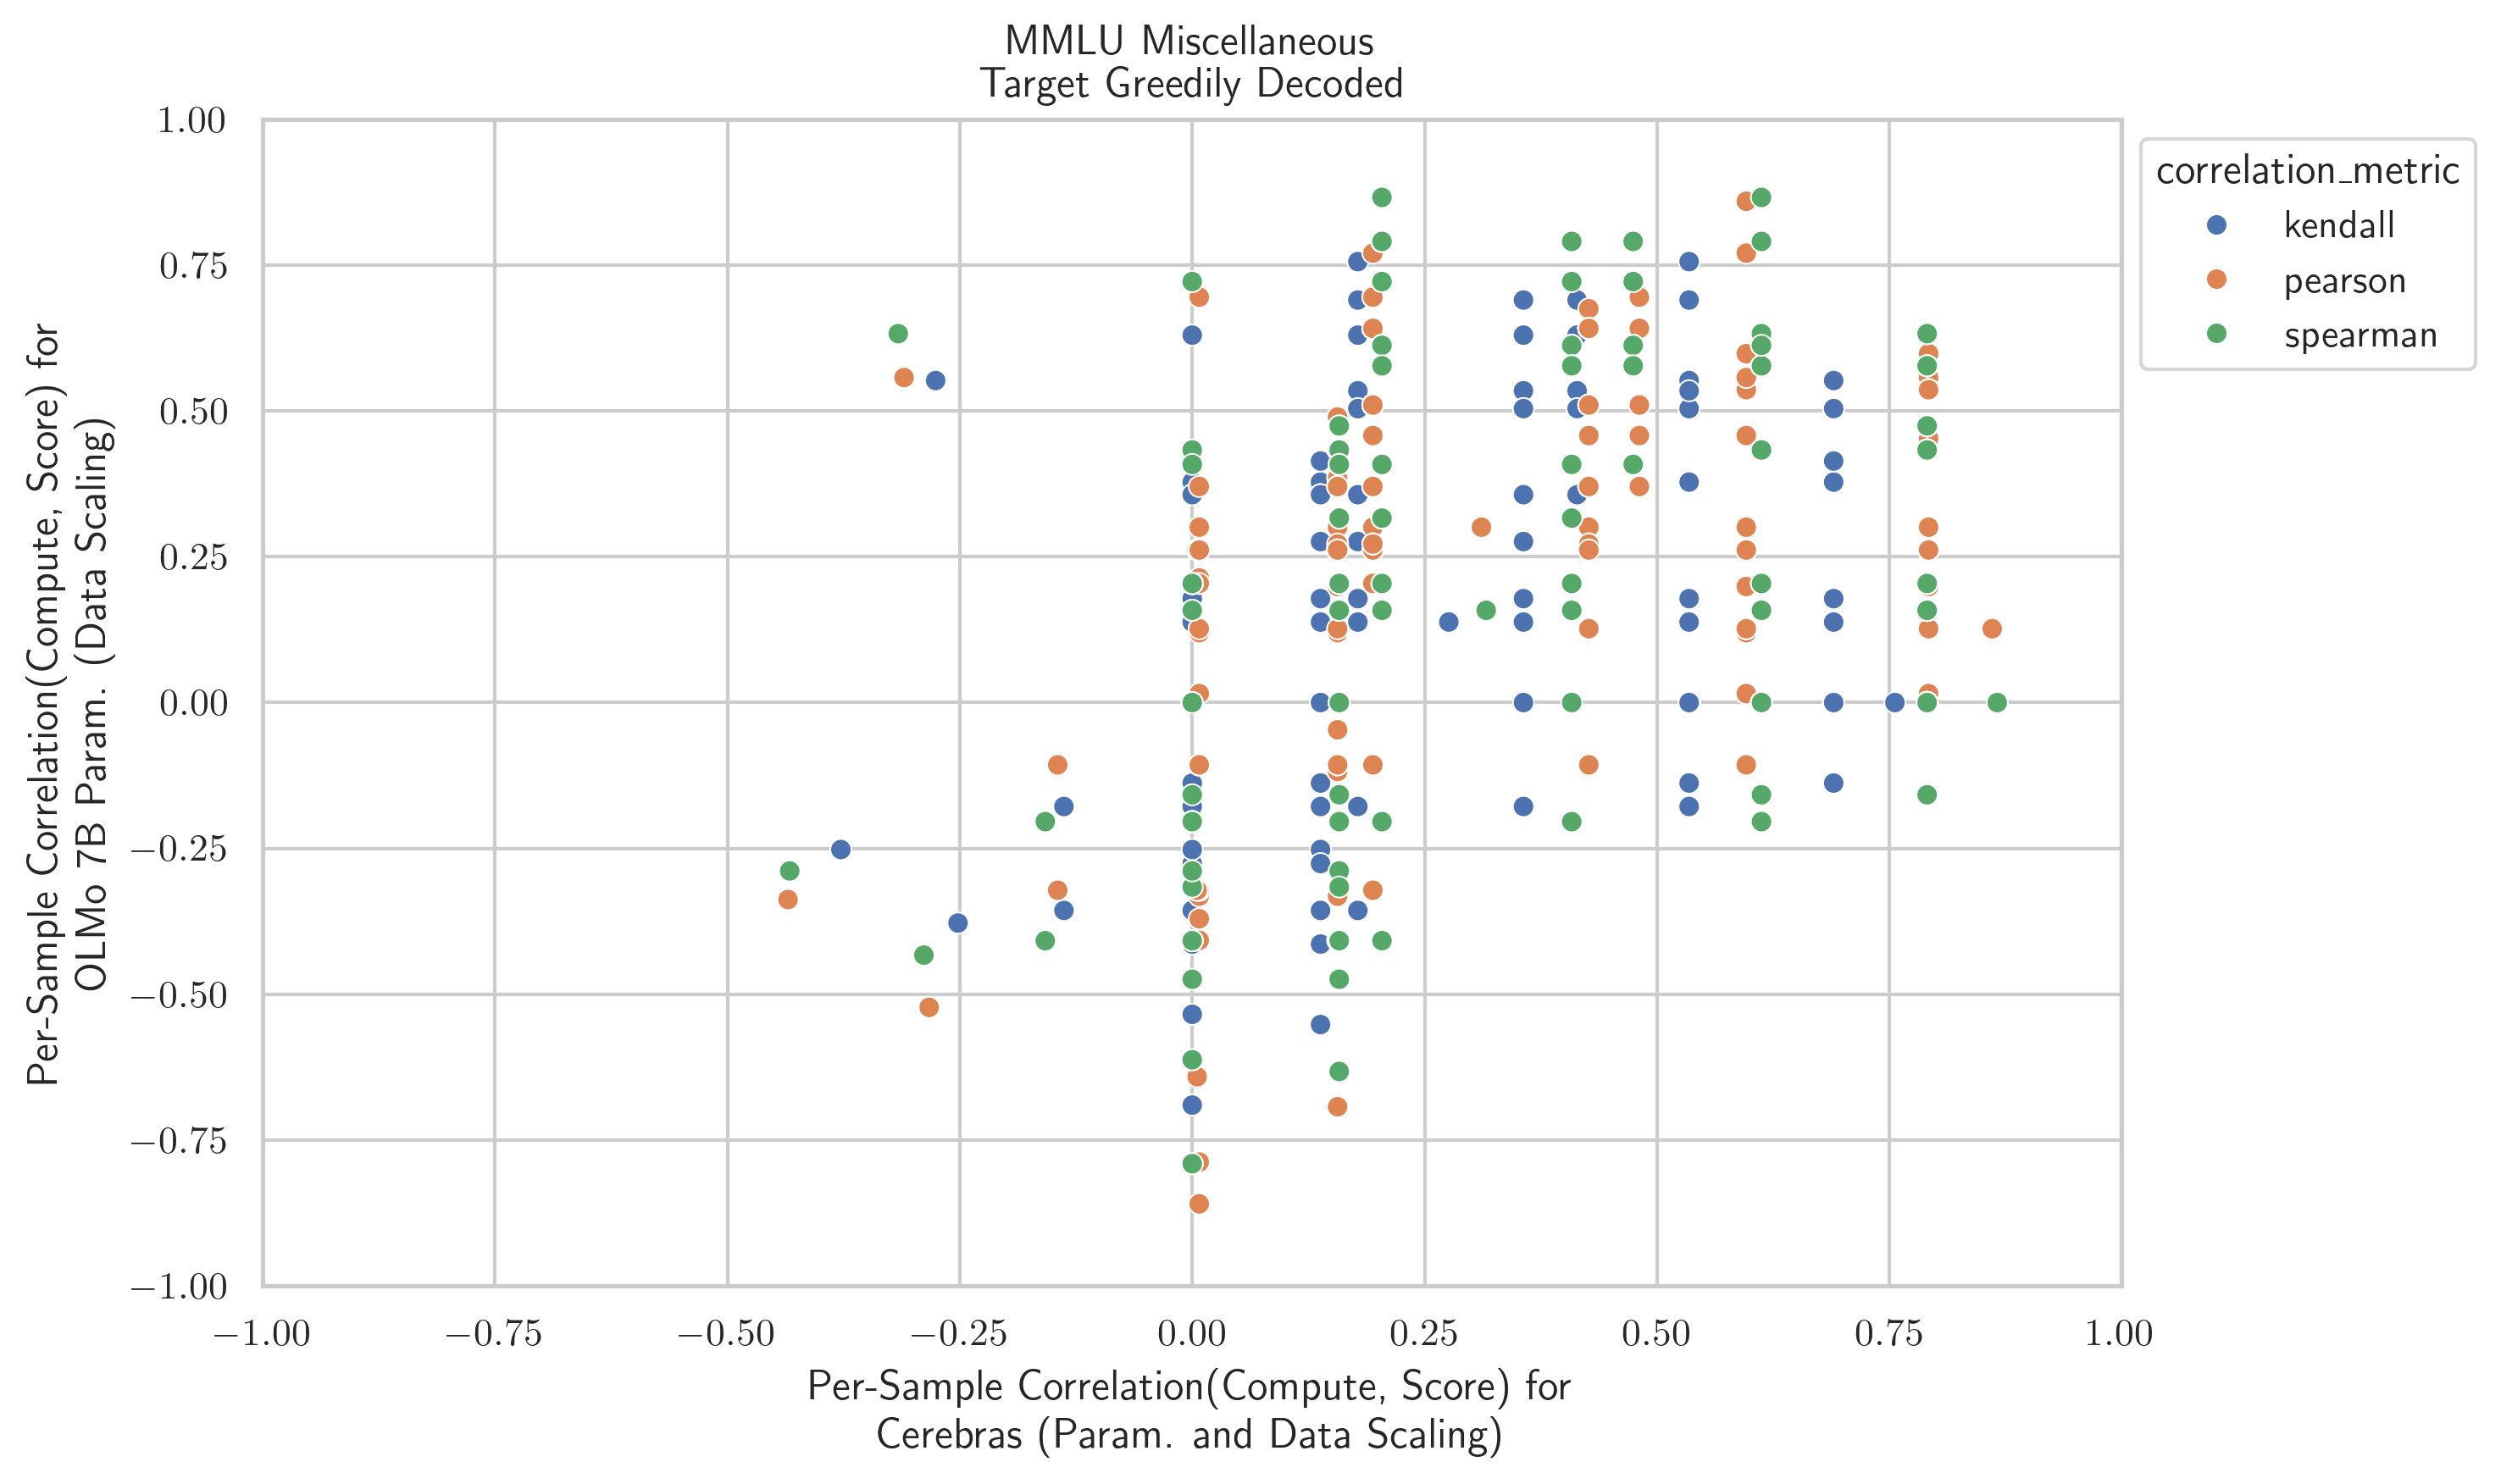 MMLU Miscellaneous
Target Greedily Decoded
Per-Sample Correlation(Compute, Score) for
OLMo 7B Param. (Data Scaling)
1.00
0.75
0.50
0.25
0.00
−0.25
−0.50
−0.75
−1.00
correlation_metric
kendall
pearson
spearman
−1.00
−0.75
−0.50
−0.25
0.00
0.25
0.50
0.75
1.00
Per-Sample Correlation(Compute, Score) for
Cerebras (Param. and Data Scaling)